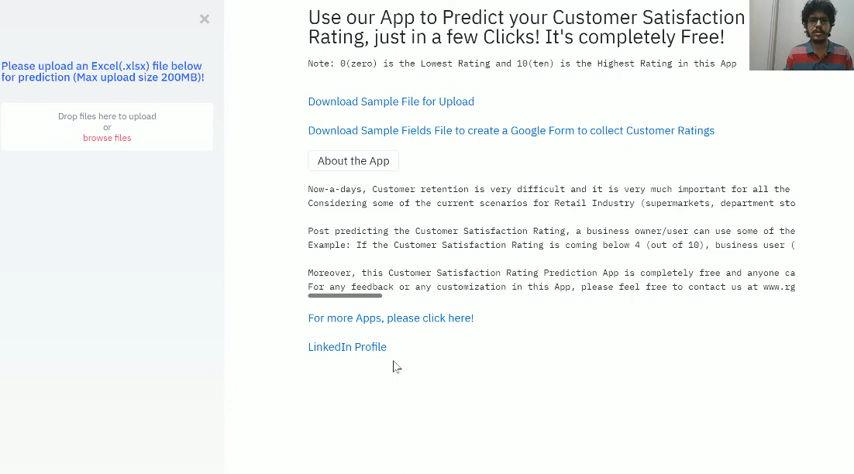 Please upload an Excel(.xlsx) file below
for prediction (Max upload size 200MB)!
Drop files here to upload
or
browse files
Use our App to Predict your Customer Satisfaction
Rating, just in a few Clicks! It's completely Free!
Note: 0(zero) is the Lowest Rating and 10(ten) is the Highest Rating in this App
Download Sample File for Upload
Download Sample Fields File to create a Google Form to collect Customer Ratings
About the App
Now-a-days, Customer retention is very difficult and it is very much important for all the
Considering some of the current scenarios for Retail Industry (supermarkets, department sto
Post predicting the Customer Satisfaction Rating, a business owner/user can use some of the
Example: If the Customer Satisfaction Rating is coming below 4 (out of 10), business user (
Moreover, this Customer Satisfaction Rating Prediction App is completely free and anyone ca
For any feedback or any customization in this App, please feel free to contact us at www.rg
For more Apps, please click here!
LinkedIn Profile